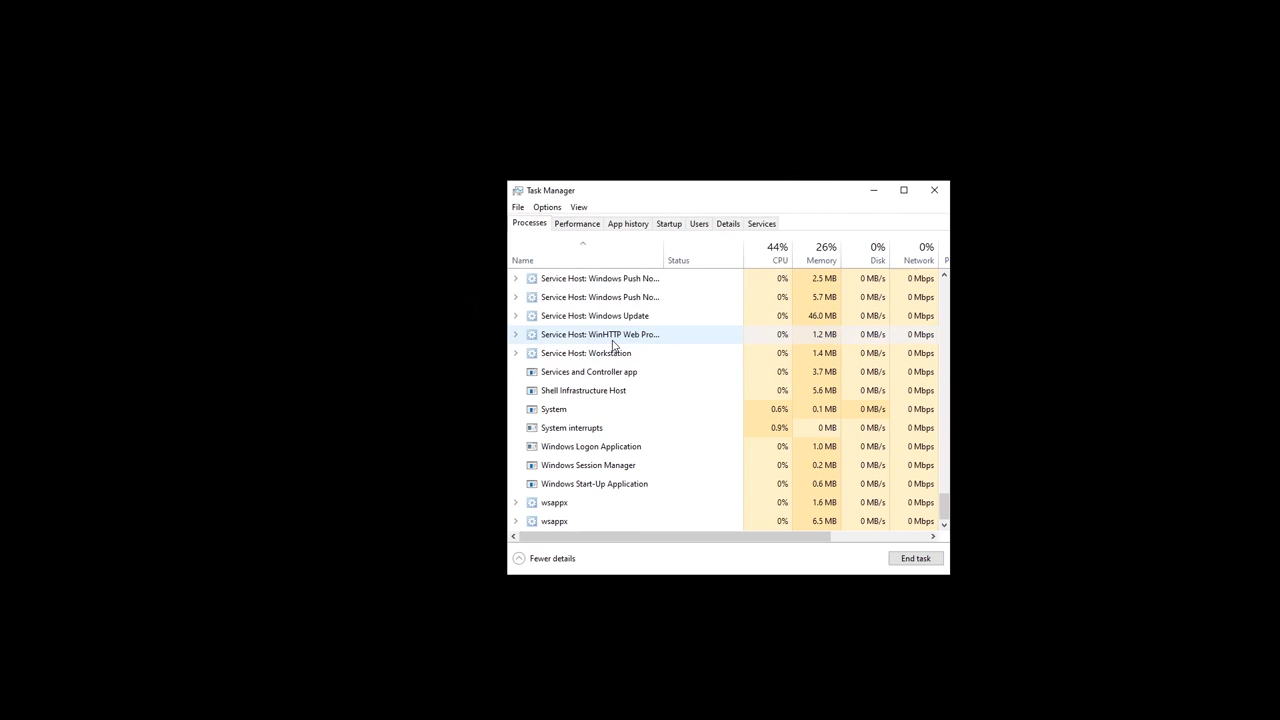 Task Manager
File Options View
Processes Performance App history Startup Users Details Services
44% 26% 0% 0%
Name Status CPU Memory Disk Network P
Service Host: Windows Push No... 0% 2.5 MB 0 MB/s 0 Mbps
Service Host: Windows Push No... 0% 5.7 MB 0 MB/s 0 Mbps
Service Host: Windows Update 0% 46.0 MB 0 MB/s 0 Mbps
Service Host: WinHTTP Web Pro... 0% 1.2 MB 0 MB/s 0 Mbps
Service Host: Workstation 0% 1.4 MB 0 MB/s 0 Mbps
Services and Controller app 0% 3.7 MB 0 MB/s 0 Mbps
Shell Infrastructure Host 0% 5.6 MB 0 MB/s 0 Mbps
System 0.6% 0.1 MB 0 MB/s 0 Mbps
System interrupts 0.9% 0 MB 0 MB/s 0 Mbps
Windows Logon Application 0% 1.0 MB 0 MB/s 0 Mbps
Windows Session Manager 0% 0.2 MB 0 MB/s 0 Mbps
Windows Start-Up Application 0% 0.6 MB 0 MB/s 0 Mbps
wsappx 0% 1.6 MB 0 MB/s 0 Mbps
wsappx 0% 6.5 MB 0 MB/s 0 Mbps
Fewer details End task